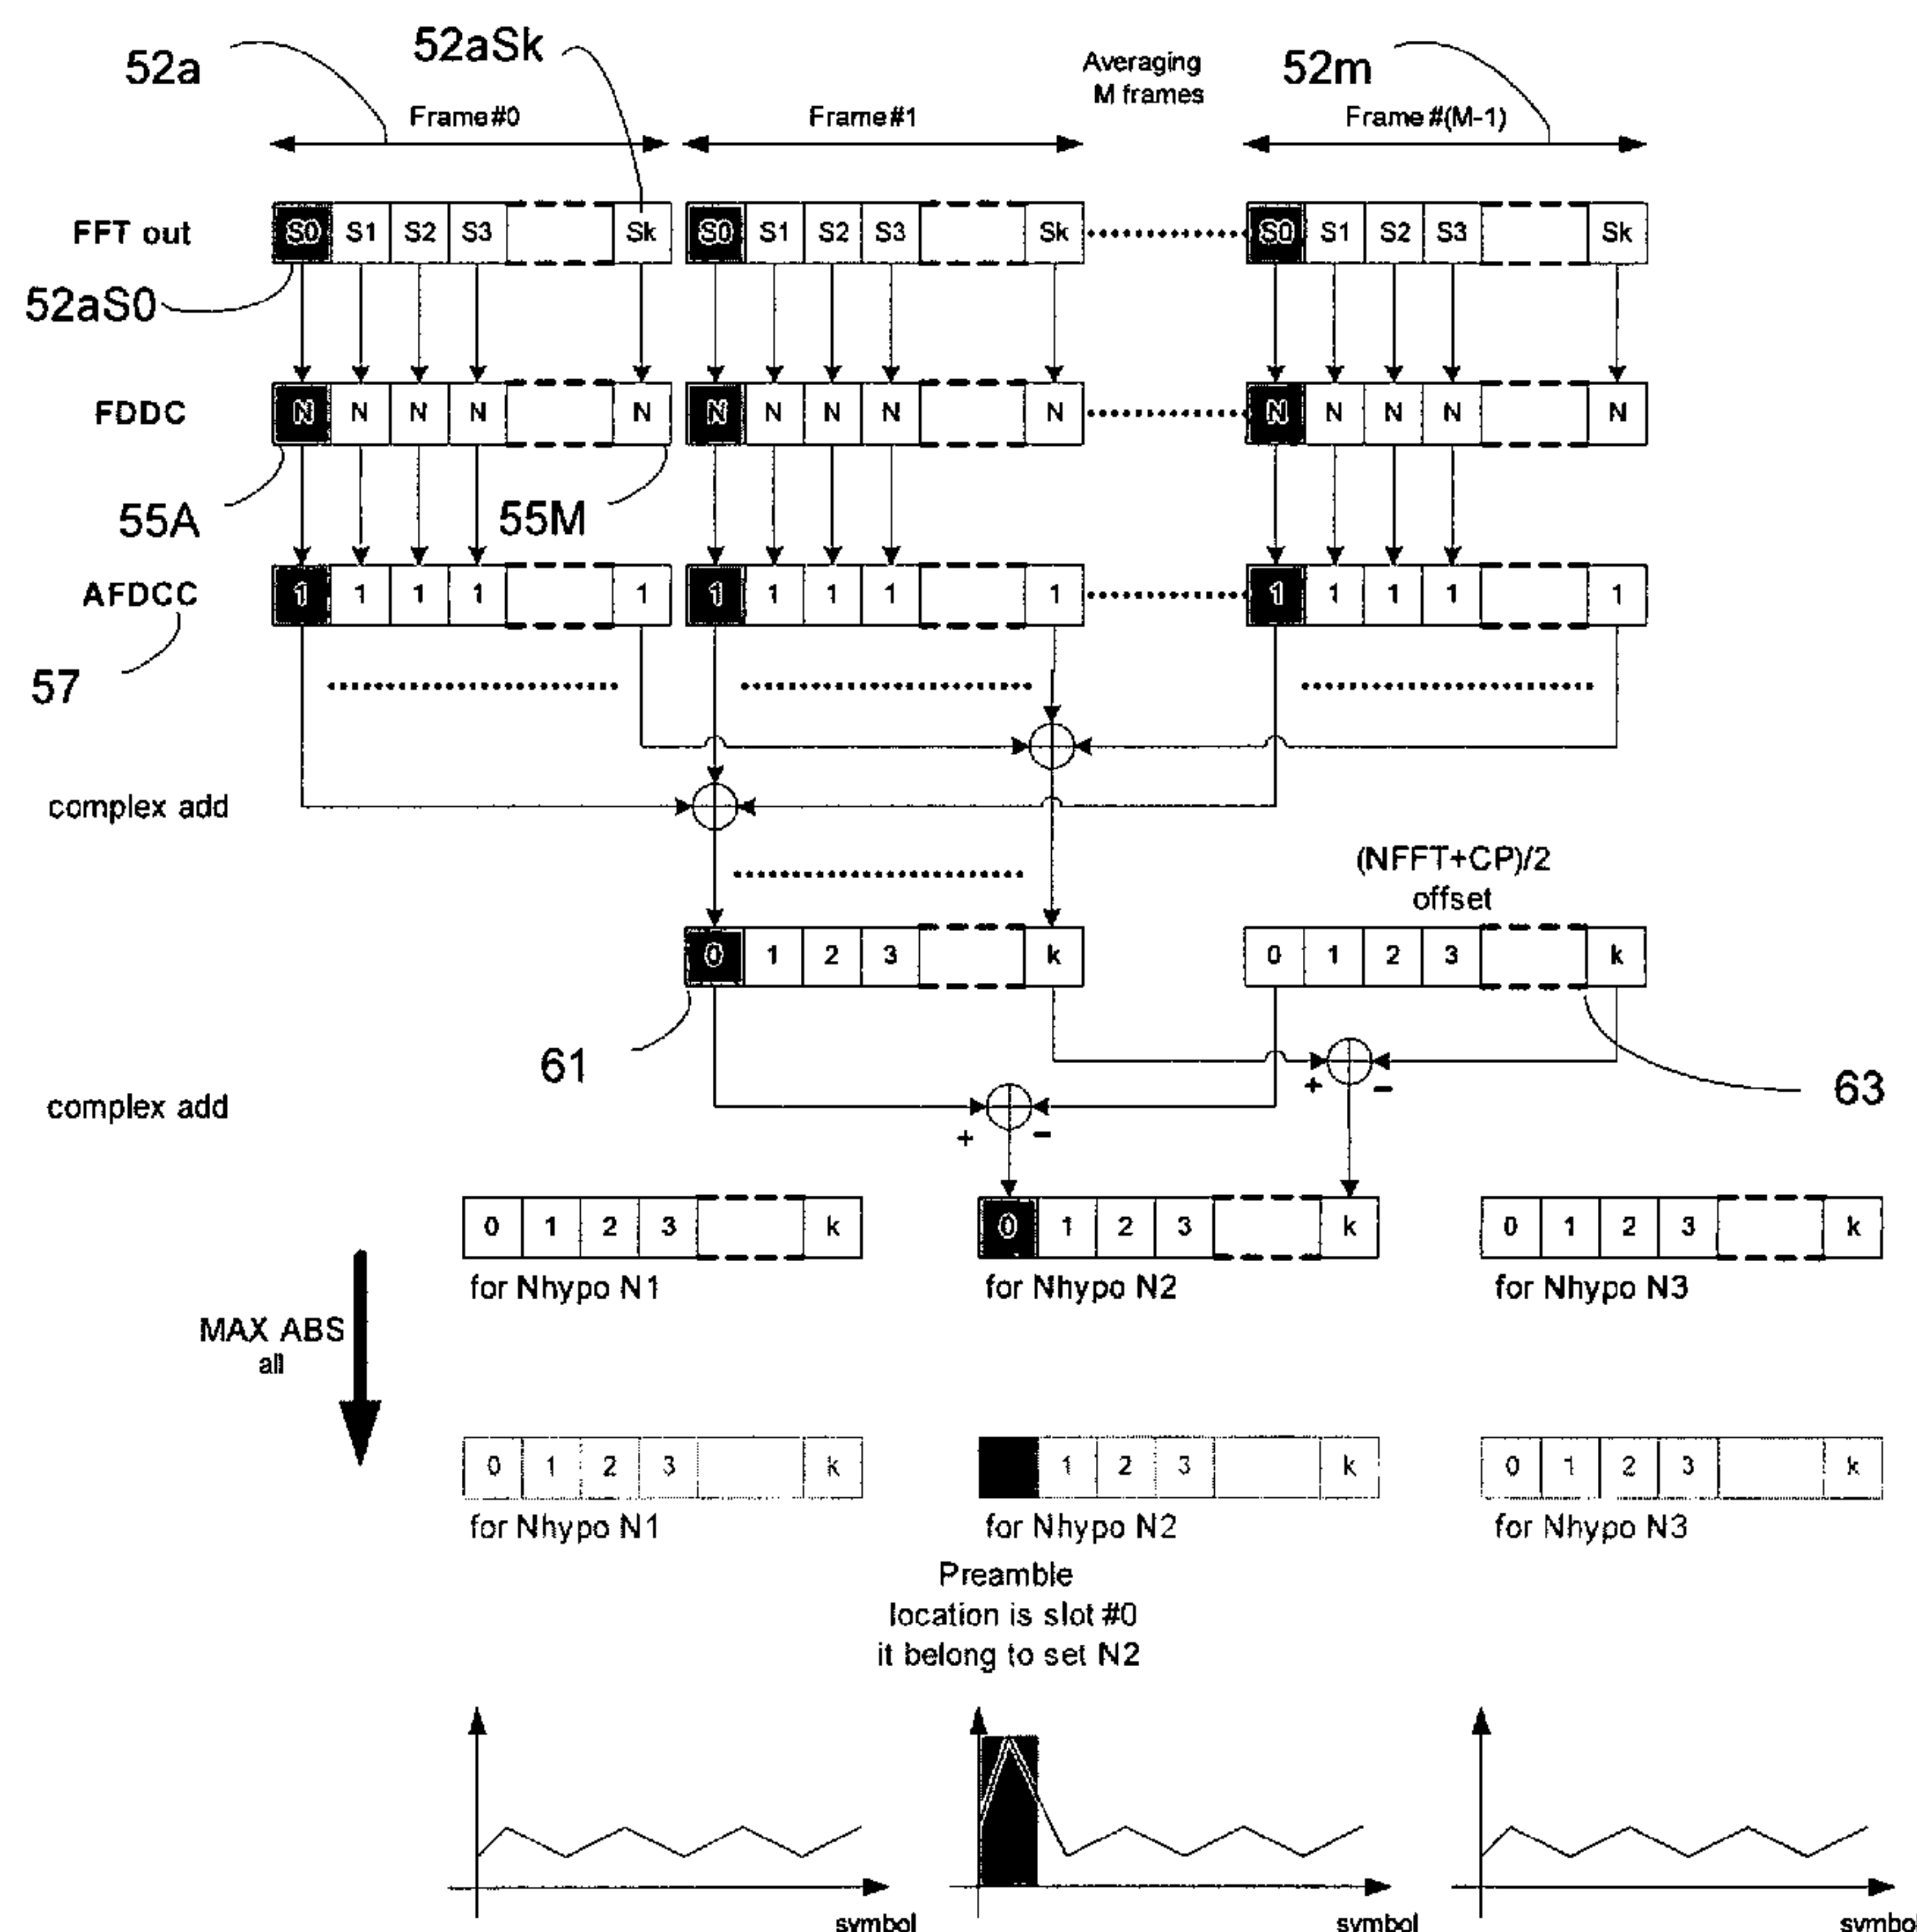 52a
52aSk
Averaging
M frames
52m
Frame#0
Frame#1
Frame#(M-1)
FFT out
S0 S1 S2 S3 Sk
S0 S1 S2 S3 Sk
S0 S1 S2 S3 Sk
52aS0
FDDC
N N N N N
N N N N N
N N N N N
55A
55M
AFDCC
1 1 1 1 1
1 1 1 1 1
1 1 1 1 1
57
complex add
(NFFT+CP)/2
offset
0 1 2 3 k
0 1 2 3 k
61
63
+ -
complex add
+ -
0 1 2 3 k
0 1 2 3 k
0 1 2 3 k
for Nhypo N1
for Nhypo N2
for Nhypo N3
MAX ABS
all
0 1 2 3 k
1 2 3 k
0 1 2 3 k
for Nhypo N1
for Nhypo N2
for Nhypo N3
Preamble
location is slot #0
it belong to set N2
symbol
symbol
symbol